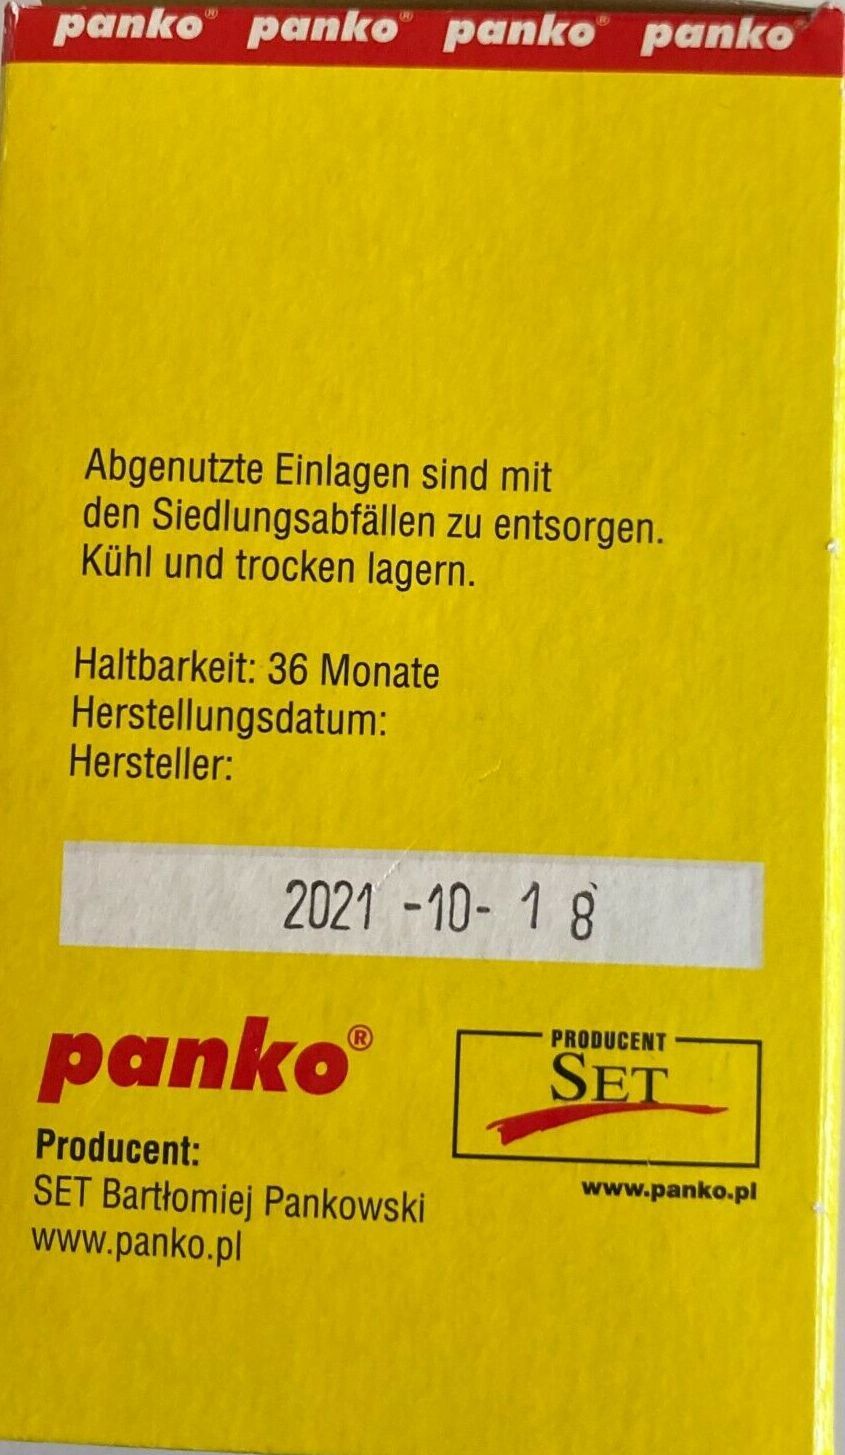 panko® panko® panko® panko®
Abgenutzte Einlagen sind mit
den Siedlungsabfällen zu entsorgen.
Kühl und trocken lagern.
Haltbarkeit: 36 Monate
Herstellungsdatum:
Hersteller:
2021 -10- 1 8
panko®
PRODUCENT
SET
www.panko.pl
Producent:
SET Bartłomiej Pankowski
www.panko.pl